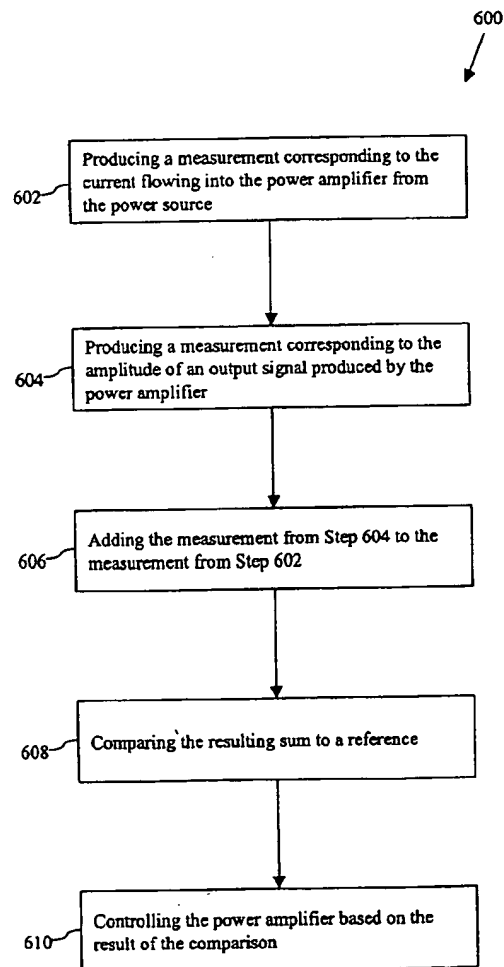 600
602
Producing a measurement corresponding to the
current flowing into the power amplifier from
the power source
604
Producing a measurement corresponding to the
amplitude of an output signal produced by the
power amplifier
606
Adding the measurement from Step 604 to the
measurement from Step 602
608
Comparing the resulting sum to a reference
610
Controlling the power amplifier based on the
result of the comparison